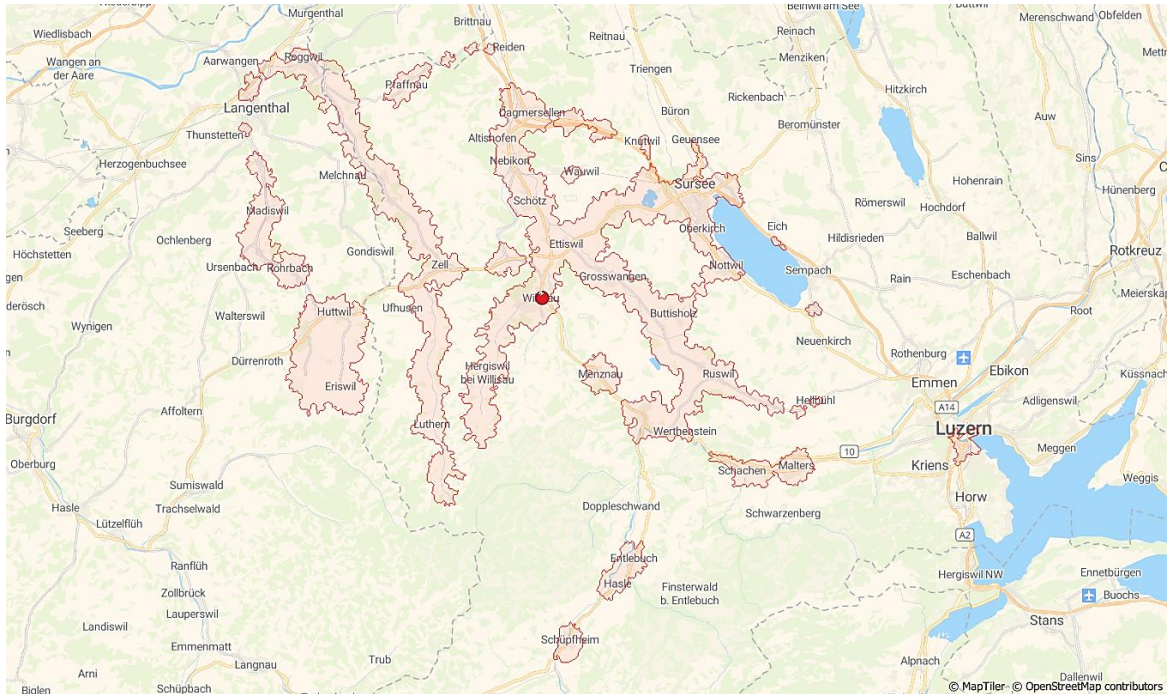 Murgenthal
Brittnau
Beinwil am See
Wiedlisbach
Merenschwand
Obfelden
Reiden
Reitnau
Reinach
Wangen an
der Aare
Aarwangen
Roggwil
Triengen
Menziken
Pfaffnau
Hitzkirch
Langenthal
Rickenbach
Büron
Dagmersellen
Auw
Thunstetten
Altishofen
Knutwil
Geuensee
Beromünster
Herzogenbuchsee
Nebikon
Wauwil
Sins
Melchnau
Sursee
Hohenrain
Hünenberg
Schötz
Römerswil
Hochdorf
Madiswil
Seeberg
Oberkirch
Eich
Ochlenberg
Ettiswil
Hildisrieden
Ballwil
Höchstetten
Gondiswil
Rotkreuz
Ursenbach
Rohrbach
Zell
Grosswangen
Nottwil
Sempach
Rain
Eschenbach
Willisau
Ufhusen
Huttwil
Buttisholz
Root
Walterswil
Wynigen
Neuenkirch
Rothenburg
Dürrenroth
Hergiswil
bei Willisau
Menznau
Ruswil
Ebikon
Küssnach
Emmen
Eriswil
Hellbühl
Adligenswil
A14
Affoltern
Burgdorf
Luthern
Werthenstein
Luzern
Meggen
10
Oberburg
Schachen
Malters
Kriens
Weggis
Sumiswald
Horw
Hasle
Trachselwald
Doppleschwand
Schwarzenberg
Lützelflüh
A2
Entlebuch
Ranflüh
Hergiswil NW
Ennetbürgen
Hasle
Finsterwald
b. Entlebuch
Zollbrück
Buochs
Lauperswil
Stans
Landiswil
Schüpfheim
Emmenmatt
Trub
Langnau
Alpnach
Arni
Dallenwil
Biglen
Schüpbach
© MapTiler © OpenStreetMap contributors